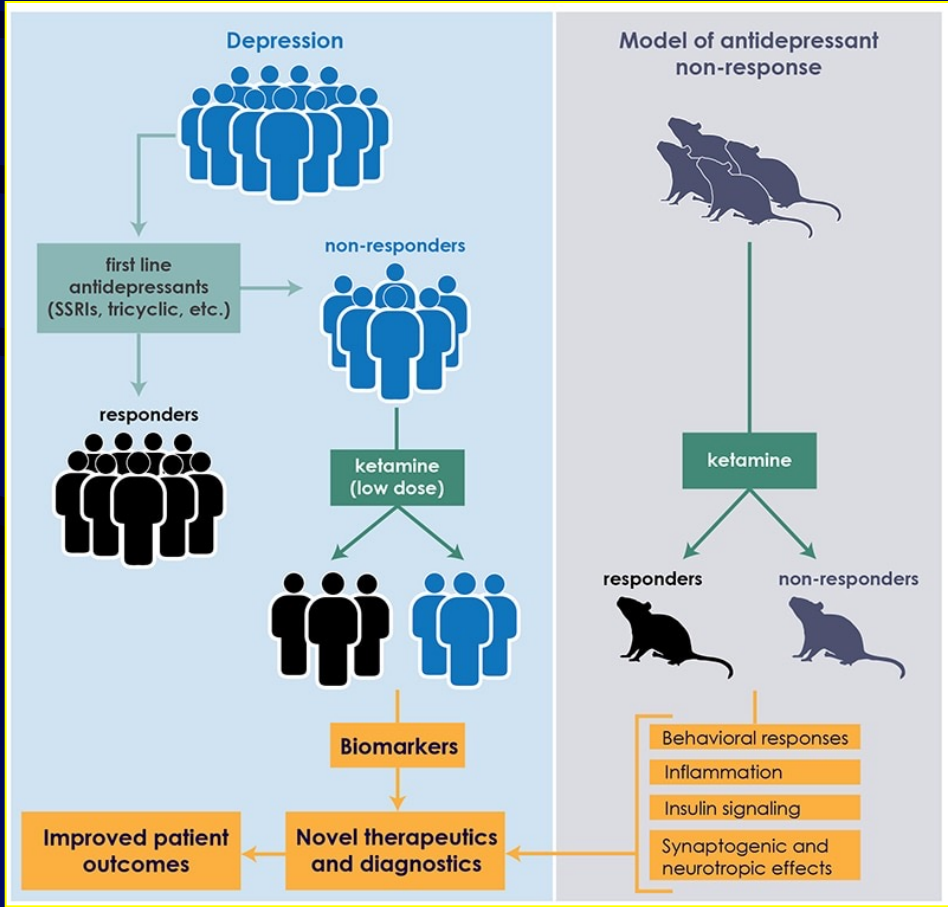 Depression
first line
antidepressants
(SSRIs, tricyclic, etc.)
non-responders
responders
ketamine
(low dose)
Biomarkers
Novel therapeutics
and diagnostics
Improved patient
outcomes
Model of antidepressant
non-response
ketamine
responders
non-responders
Behavioral responses
Inflammation
Insulin signaling
Synaptogenic and
neurotropic effects